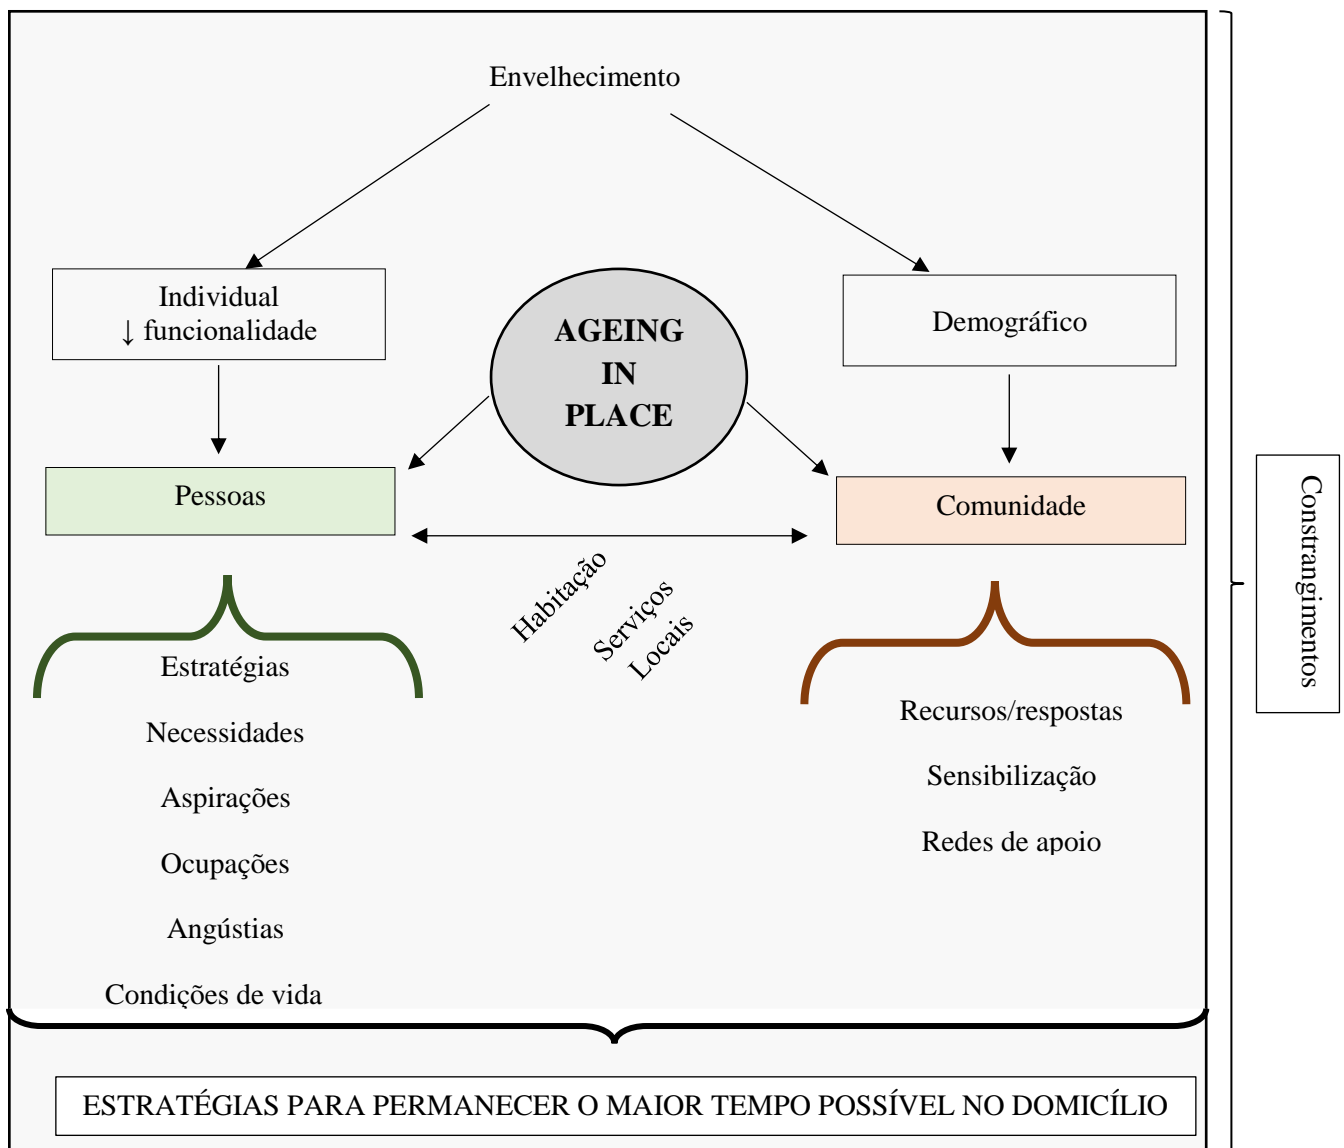 Envelhecimento
Individual
↓ funcionalidade
AGEING
IN
PLACE
Demográfico
Pessoas
Comunidade
Habitação
Serviços
Locais
Estratégias
Necessidades
Aspirações
Ocupações
Angústias
Condições de vida
Recursos/respostas
Sensibilização
Redes de apoio
Constrangimentos
ESTRATÉGIAS PARA PERMANECER O MAIOR TEMPO POSSÍVEL NO DOMICÍLIO